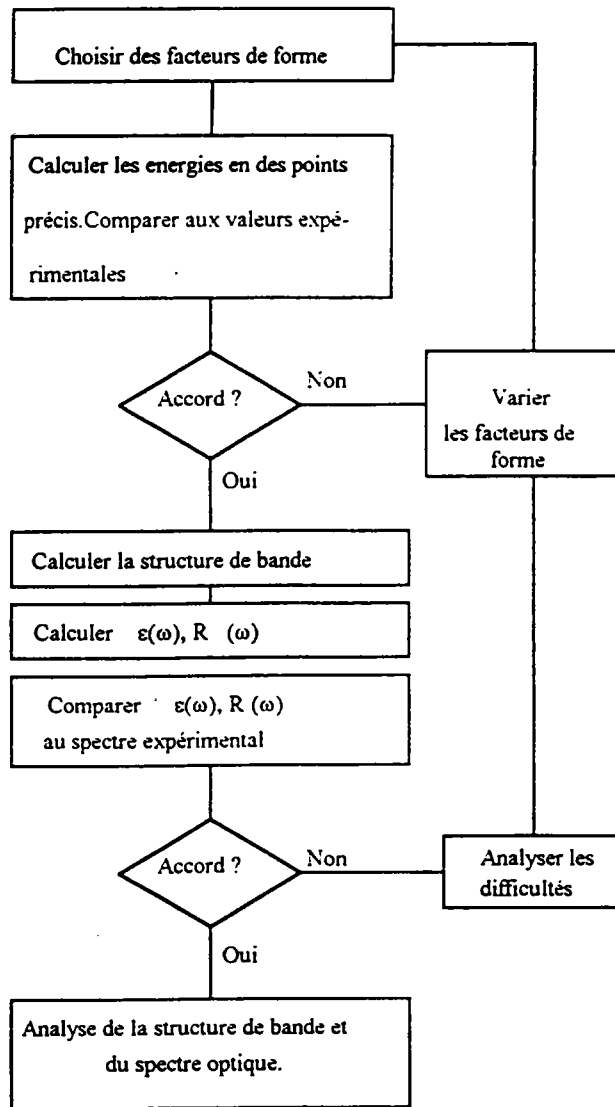 Choisir des facteurs de forme
Calculer les energies en des points
précis.Comparer aux valeurs expé-
rimentales
Accord ?
Non
Varier
les facteurs de
forme
Oui
Calculer la structure de bande
Calculer ε(ω), R (ω)
Comparer ε(ω), R (ω)
au spectre expérimental
Accord ?
Non
Analyser les
difficultés
Oui
Analyse de la structure de bande et
du spectre optique.